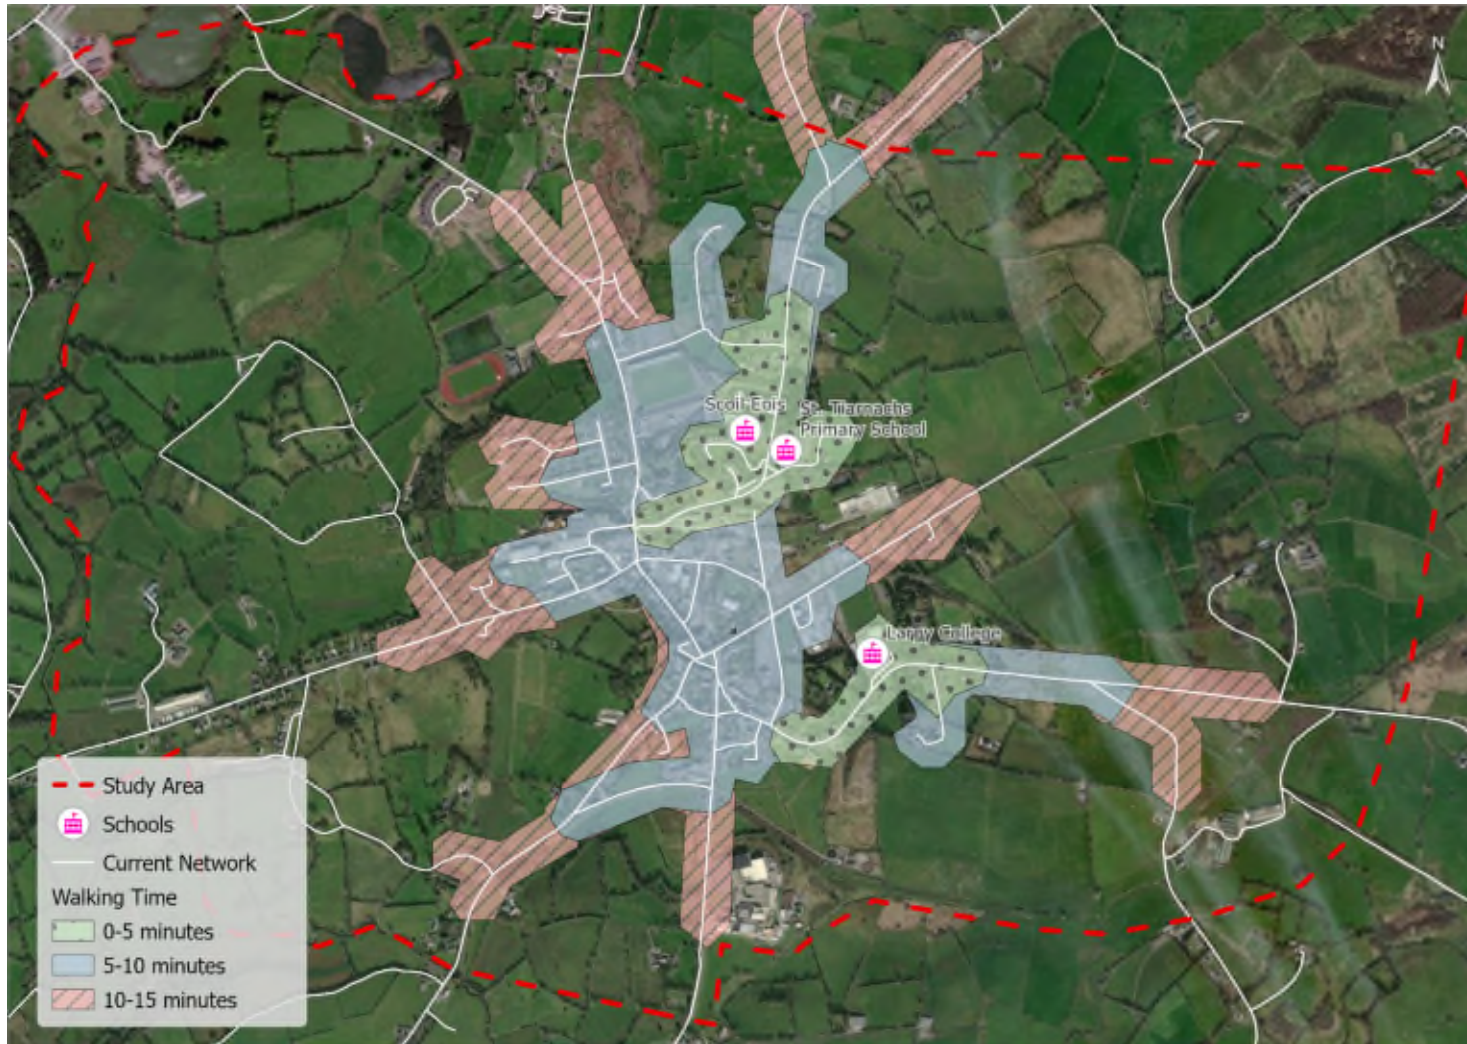 N
Scoil Eois
St. Tiarnachs
Primary School
Largy College
Study Area
Schools
Current Network
Walking Time
0-5 minutes
5-10 minutes
10-15 minutes